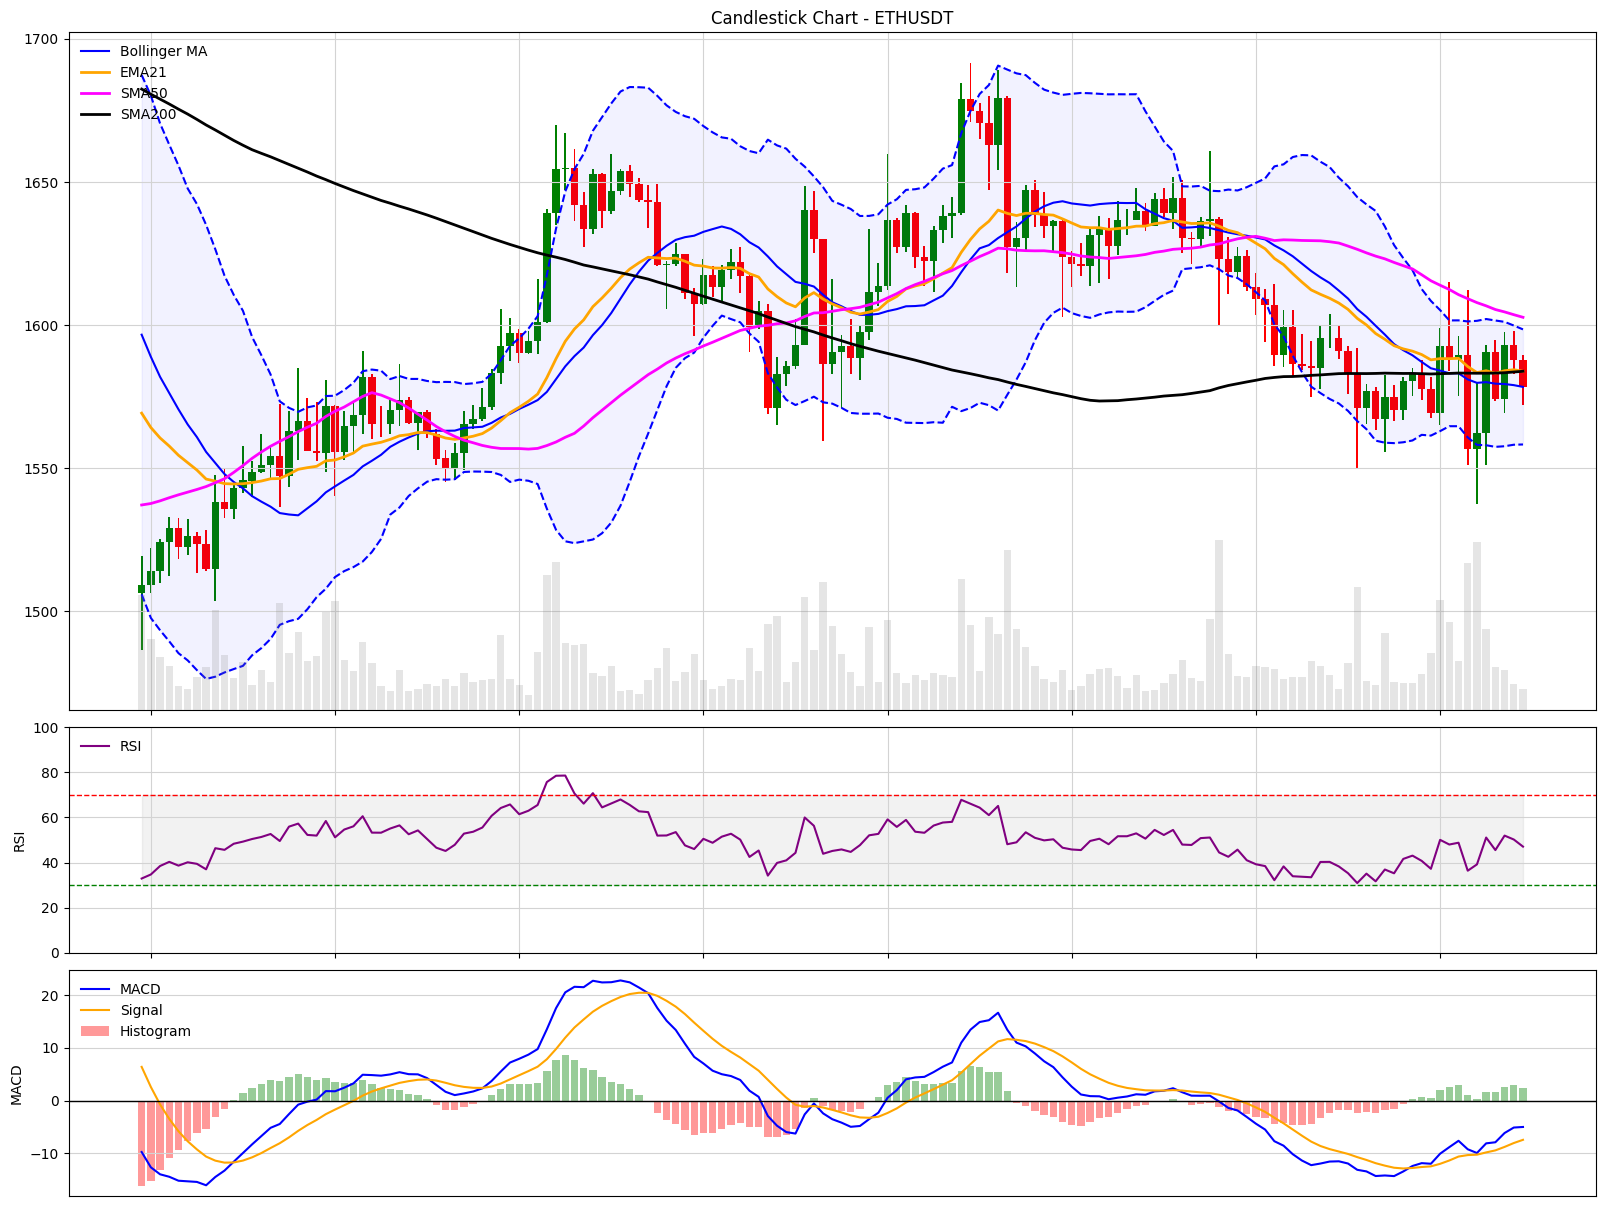 Candlestick Chart - ETHUSDT
Bollinger MA
EMA21
SMA50
SMA200
1700
1650
1600
1550
1500
RSI
100
80
60
40
20
0
RSI
MACD
Signal
Histogram
20
10
0
−10
MACD